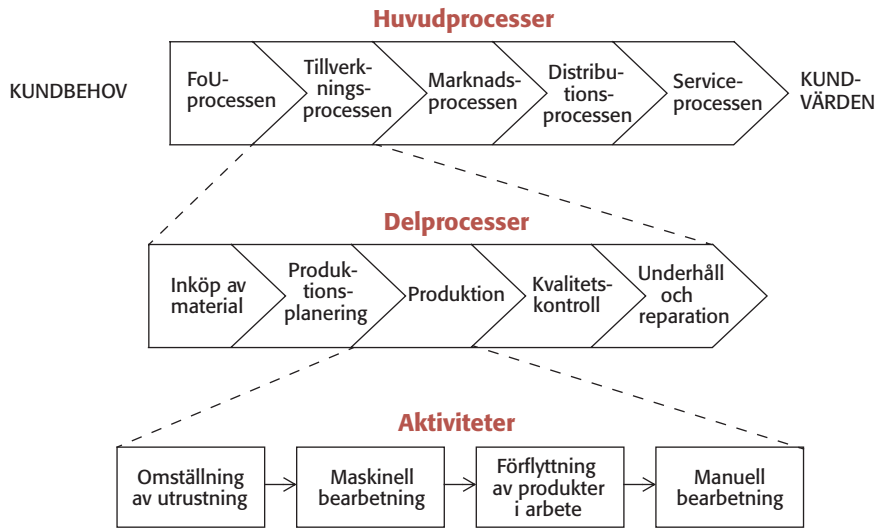 Huvudprocesser
KUNDBEHOV
FoU-
processen
Tillverk-
nings-
processen
Marknads-
processen
Distribu-
tions-
processen
Service-
processen
KUND-
VÄRDEN
Delprocesser
Inköp av
material
Produk-
tions-
planering
Produktion
Kvalitets-
kontroll
Underhåll
och
reparation
Aktiviteter
Omställning
av utrustning
Maskinell
bearbetning
Förflyttning
av produkter
i arbete
Manuell
bearbetning